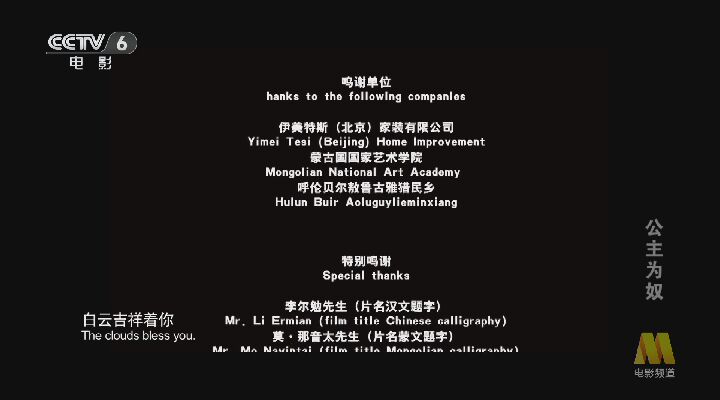 CCTV 6
电影
鸣谢单位
hanks to the following companies
伊美特斯（北京）家装有限公司
Yimei Tesi (Beijing) Home Improvement
蒙古国国家艺术学院
Mongolian National Art Academy
呼伦贝尔敖鲁古雅猎民乡
Hulun Buir Aoluguylieminxiang
特别鸣谢
Special thanks
李尔勉先生（片名汉文题字）
Mr. Li Ermian (film title Chinese calligraphy)
莫·那音太先生（片名蒙文题字）
Mr. Mo Nayintai (film title Mongolian calligraphy)
白云吉祥着你
The clouds bless you.
公主为奴
电影频道